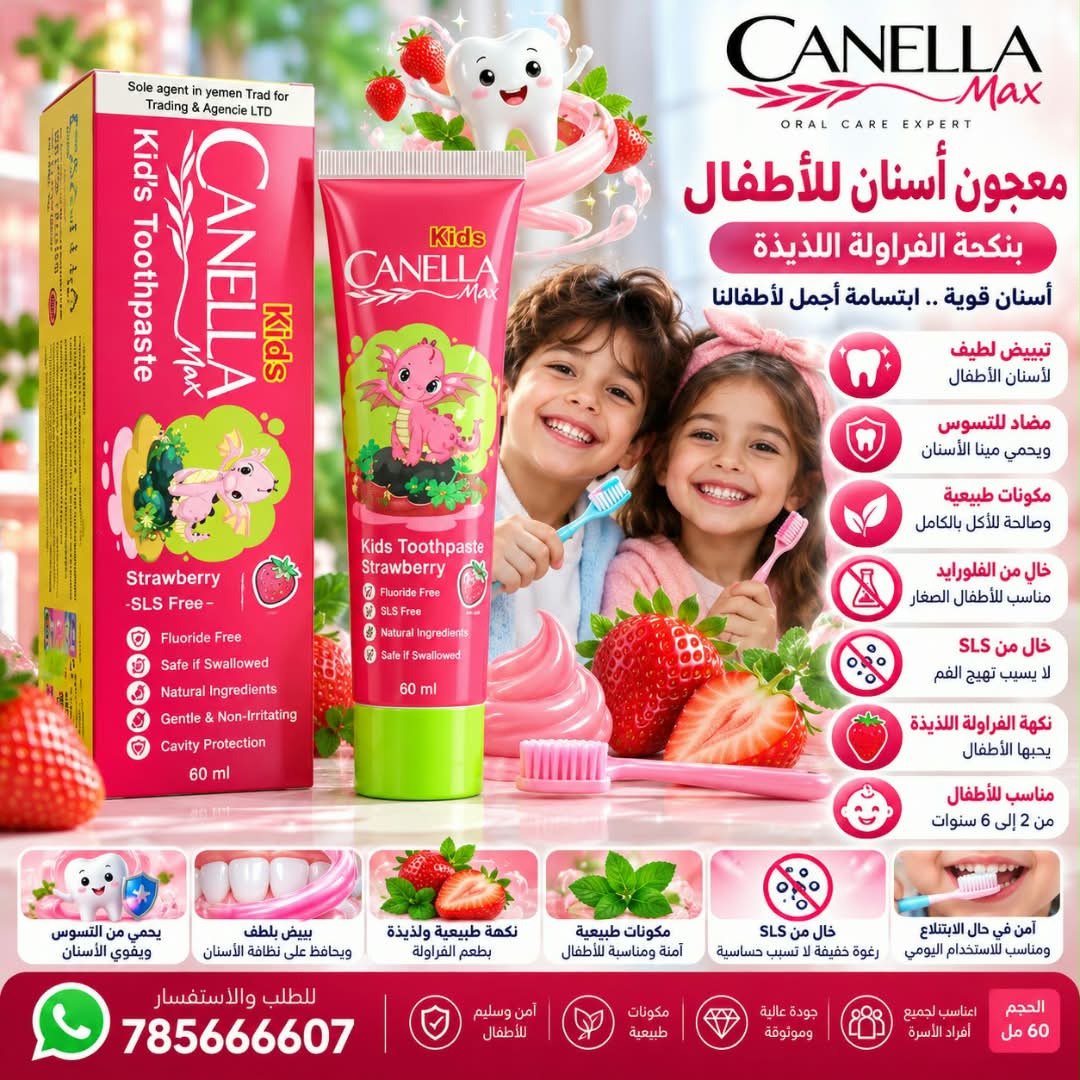 CANELLA
Max
ORAL CARE EXPERT
معجون أسنان للأطفال
بنكحة الفراولة اللذيذة
أسنان قوية .. ابتسامة أجمل لأطفالنا
تبييض لطيف
لأسنان الأطفال
مضاد للتسوس
ويحمي مينا الأسنان
مكونات طبيعية
وصالحة للأكل بالكامل
خالٍ من الفلورايد
مناسب للأطفال الصغار
خال من SLS
لا يسبب تهيج الفم
نكهة الفراولة اللذيذة
يحبها الأطفال
مناسب للأطفال
من 2 إلى 6 سنوات
Sole agent in yemen Trad for
Trading & Agencie LTD
CANELLA
Max
Kids
Kid's Toothpaste
Strawberry
-SLS Free-
Fluoride Free
Safe if Swallowed
Natural Ingredients
Gentle & Non-Irritating
Cavity Protection
60 ml
Kids
CANELLA
Max
Kids Toothpaste
Strawberry
Fluoride Free
SLS Free
Natural Ingredients
Safe if Swallowed
60 ml
آمن في حال الابتلاع
ومناسب للاستخدام اليومي
خال من SLS
رغوة خفيفة لا تسبب حساسية
مكونات طبيعية
آمنة ومناسبة للأطفال
نكهة طبيعية ولذيذة
بطعم الفراولة
بييض بلطف
ويحافظ على نظافة الأسنان
يحمي من التسوس
ويقوي الأسنان
الحجم
60 مل
امناسب لجميع
أفراد الأسرة
جودة عالية
وموثوقة
مكونات
طبيعية
آمن وسليم
للأطفال
للطلب والاستفسار
785666607